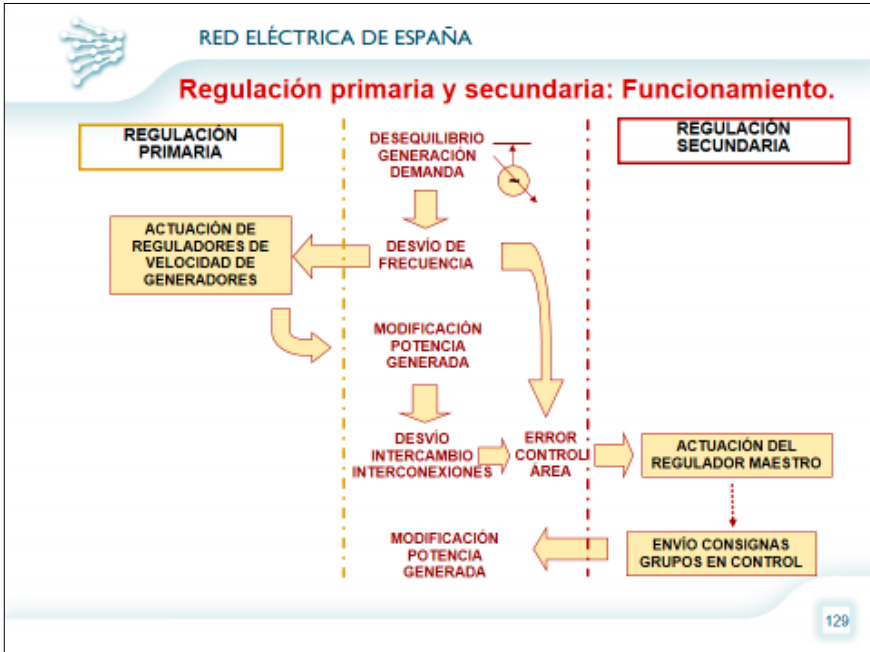 RED ELÉCTRICA DE ESPAÑA
Regulación primaria y secundaria: Funcionamiento.
REGULACIÓN
PRIMARIA
DESEQUILIBRIO
GENERACIÓN
DEMANDA
REGULACIÓN
SECUNDARIA
ACTUACIÓN DE
REGULADORES DE
VELOCIDAD DE
GENERADORES
DESVÍO DE
FRECUENCIA
MODIFICACIÓN
POTENCIA
GENERADA
DESVÍO
INTERCAMBIO
INTERCONEXIONES
ERROR
CONTROL
ÁREA
ACTUACIÓN DEL
REGULADOR MAESTRO
MODIFICACIÓN
POTENCIA
GENERADA
ENVÍO CONSIGNAS
GRUPOS EN CONTROL
129